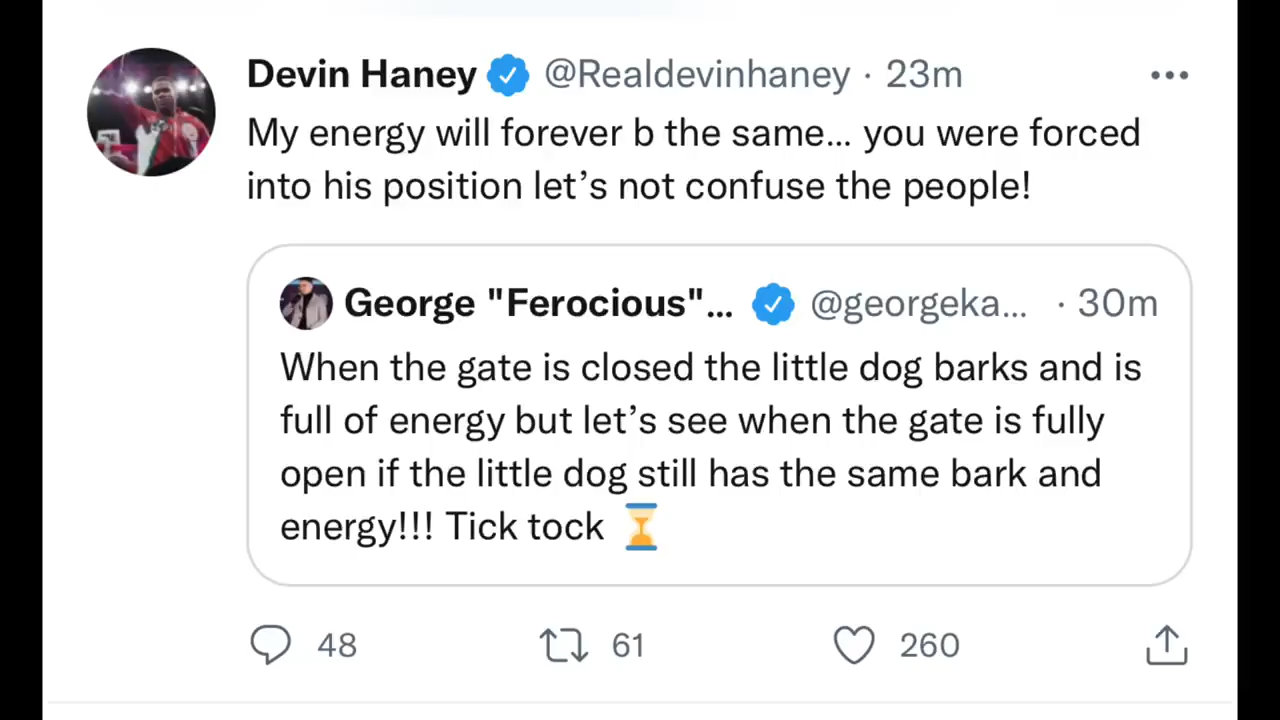 Devin Haney @Realdevinhaney · 23m
My energy will forever b the same... you were forced
into his position let's not confuse the people!
George "Ferocious"... @georgeka... · 30m
When the gate is closed the little dog barks and is
full of energy but let's see when the gate is fully
open if the little dog still has the same bark and
energy!!! Tick tock ⏳
48 61 260